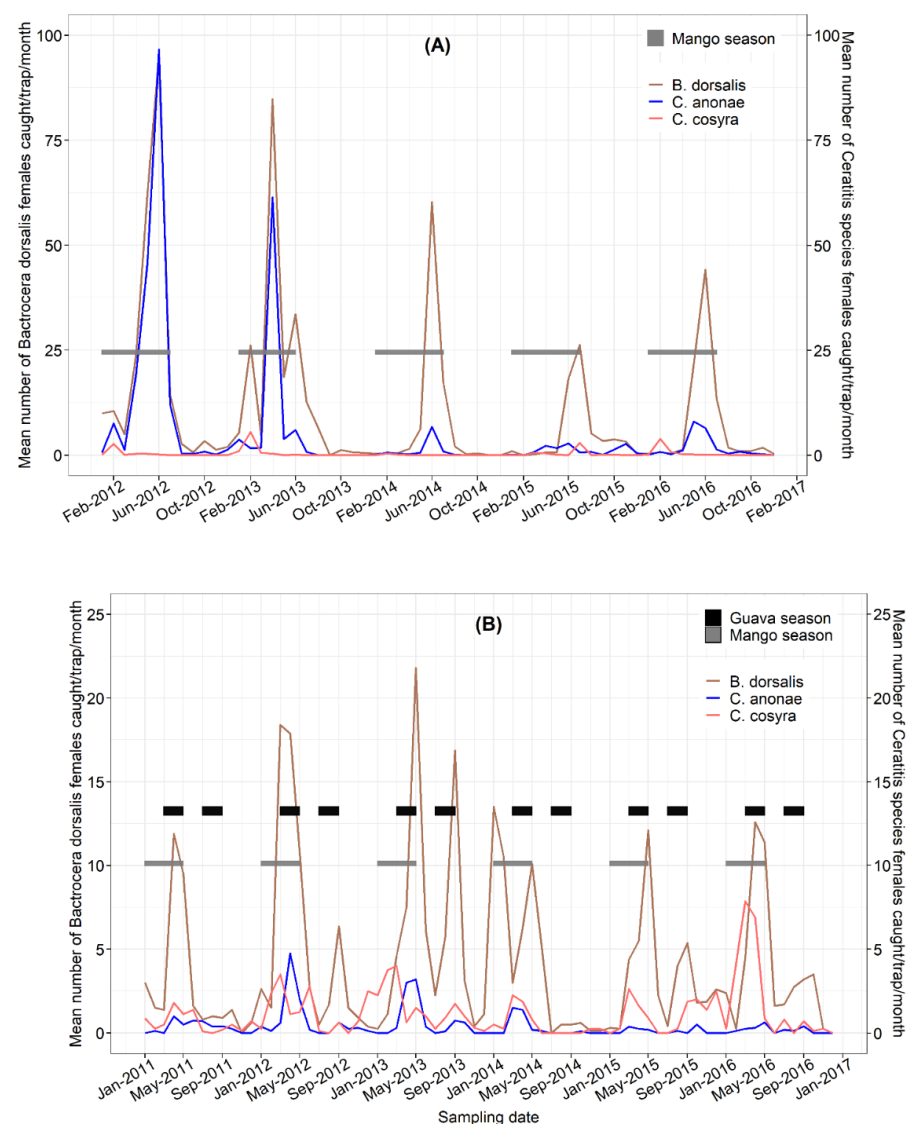 (A)
Mango season
B. dorsalis
C. anonae
C. cosyra
Mean number of Bactrocera dorsalis females caught/trap/month
100
75
50
25
0
100
75
50
25
0
Mean number of Ceratitis species females caught/trap/month
Feb-2012
Jun-2012
Oct-2012
Feb-2013
Jun-2013
Oct-2013
Feb-2014
Jun-2014
Oct-2014
Feb-2015
Jun-2015
Oct-2015
Feb-2016
Jun-2016
Oct-2016
Feb-2017
(B)
Guava season
Mango season
B. dorsalis
C. anonae
C. cosyra
Mean number of Bactrocera dorsalis females caught/trap/month
25
20
15
10
5
0
25
20
15
10
5
0
Mean number of Ceratitis species females caught/trap/month
Jan-2011
May-2011
Sep-2011
Jan-2012
May-2012
Sep-2012
Jan-2013
May-2013
Sep-2013
Jan-2014
May-2014
Sep-2014
Jan-2015
May-2015
Sep-2015
Jan-2016
May-2016
Sep-2016
Jan-2017
Sampling date